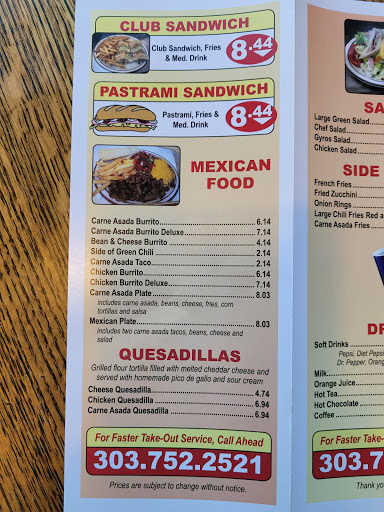 CLUB SANDWICH
Club Sandwich, Fries
& Med. Drink
8.44
PASTRAMI SANDWICH
Pastrami, Fries &
Med. Drink
8.44
MEXICAN
FOOD
Carne Asada Burrito 6.14
Carne Asada Burrito Deluxe 7.14
Bean & Cheese Burrito 4.14
Side of Green Chili 2.14
Carne Asada Taco 2.14
Chicken Burrito 6.14
Chicken Burrito Deluxe 7.14
Carne Asada Plate 8.03
includes carne asada, beans, cheese, fries, corn
tortillas and salsa
Mexican Plate 8.03
includes two carne asada tacos, beans, cheese and
salad
QUESADILLAS
Grilled flour tortilla filled with melted cheddar cheese and
served with homemade pico de gallo and sour cream
Cheese Quesadilla 4.74
Chicken Quesadilla 6.94
Carne Asada Quesadilla 6.94
For Faster Take-Out Service, Call Ahead
303.752.2521
Prices are subject to change without notice.
SA
Large Green Salad
Chef Salad
Gyros Salad
Chicken Salad
SIDE
French Fries
Fried Zucchini
Onion Rings
Large Chili Fries Red a
Carne Asada Fries
DR
Soft Drinks
Pepsi, Diet Peps
Dr. Pepper, Orang
Milk
Orange Juice
Hot Tea
Hot Chocolate
Coffee
For Faster Take-
303.7
Thank you